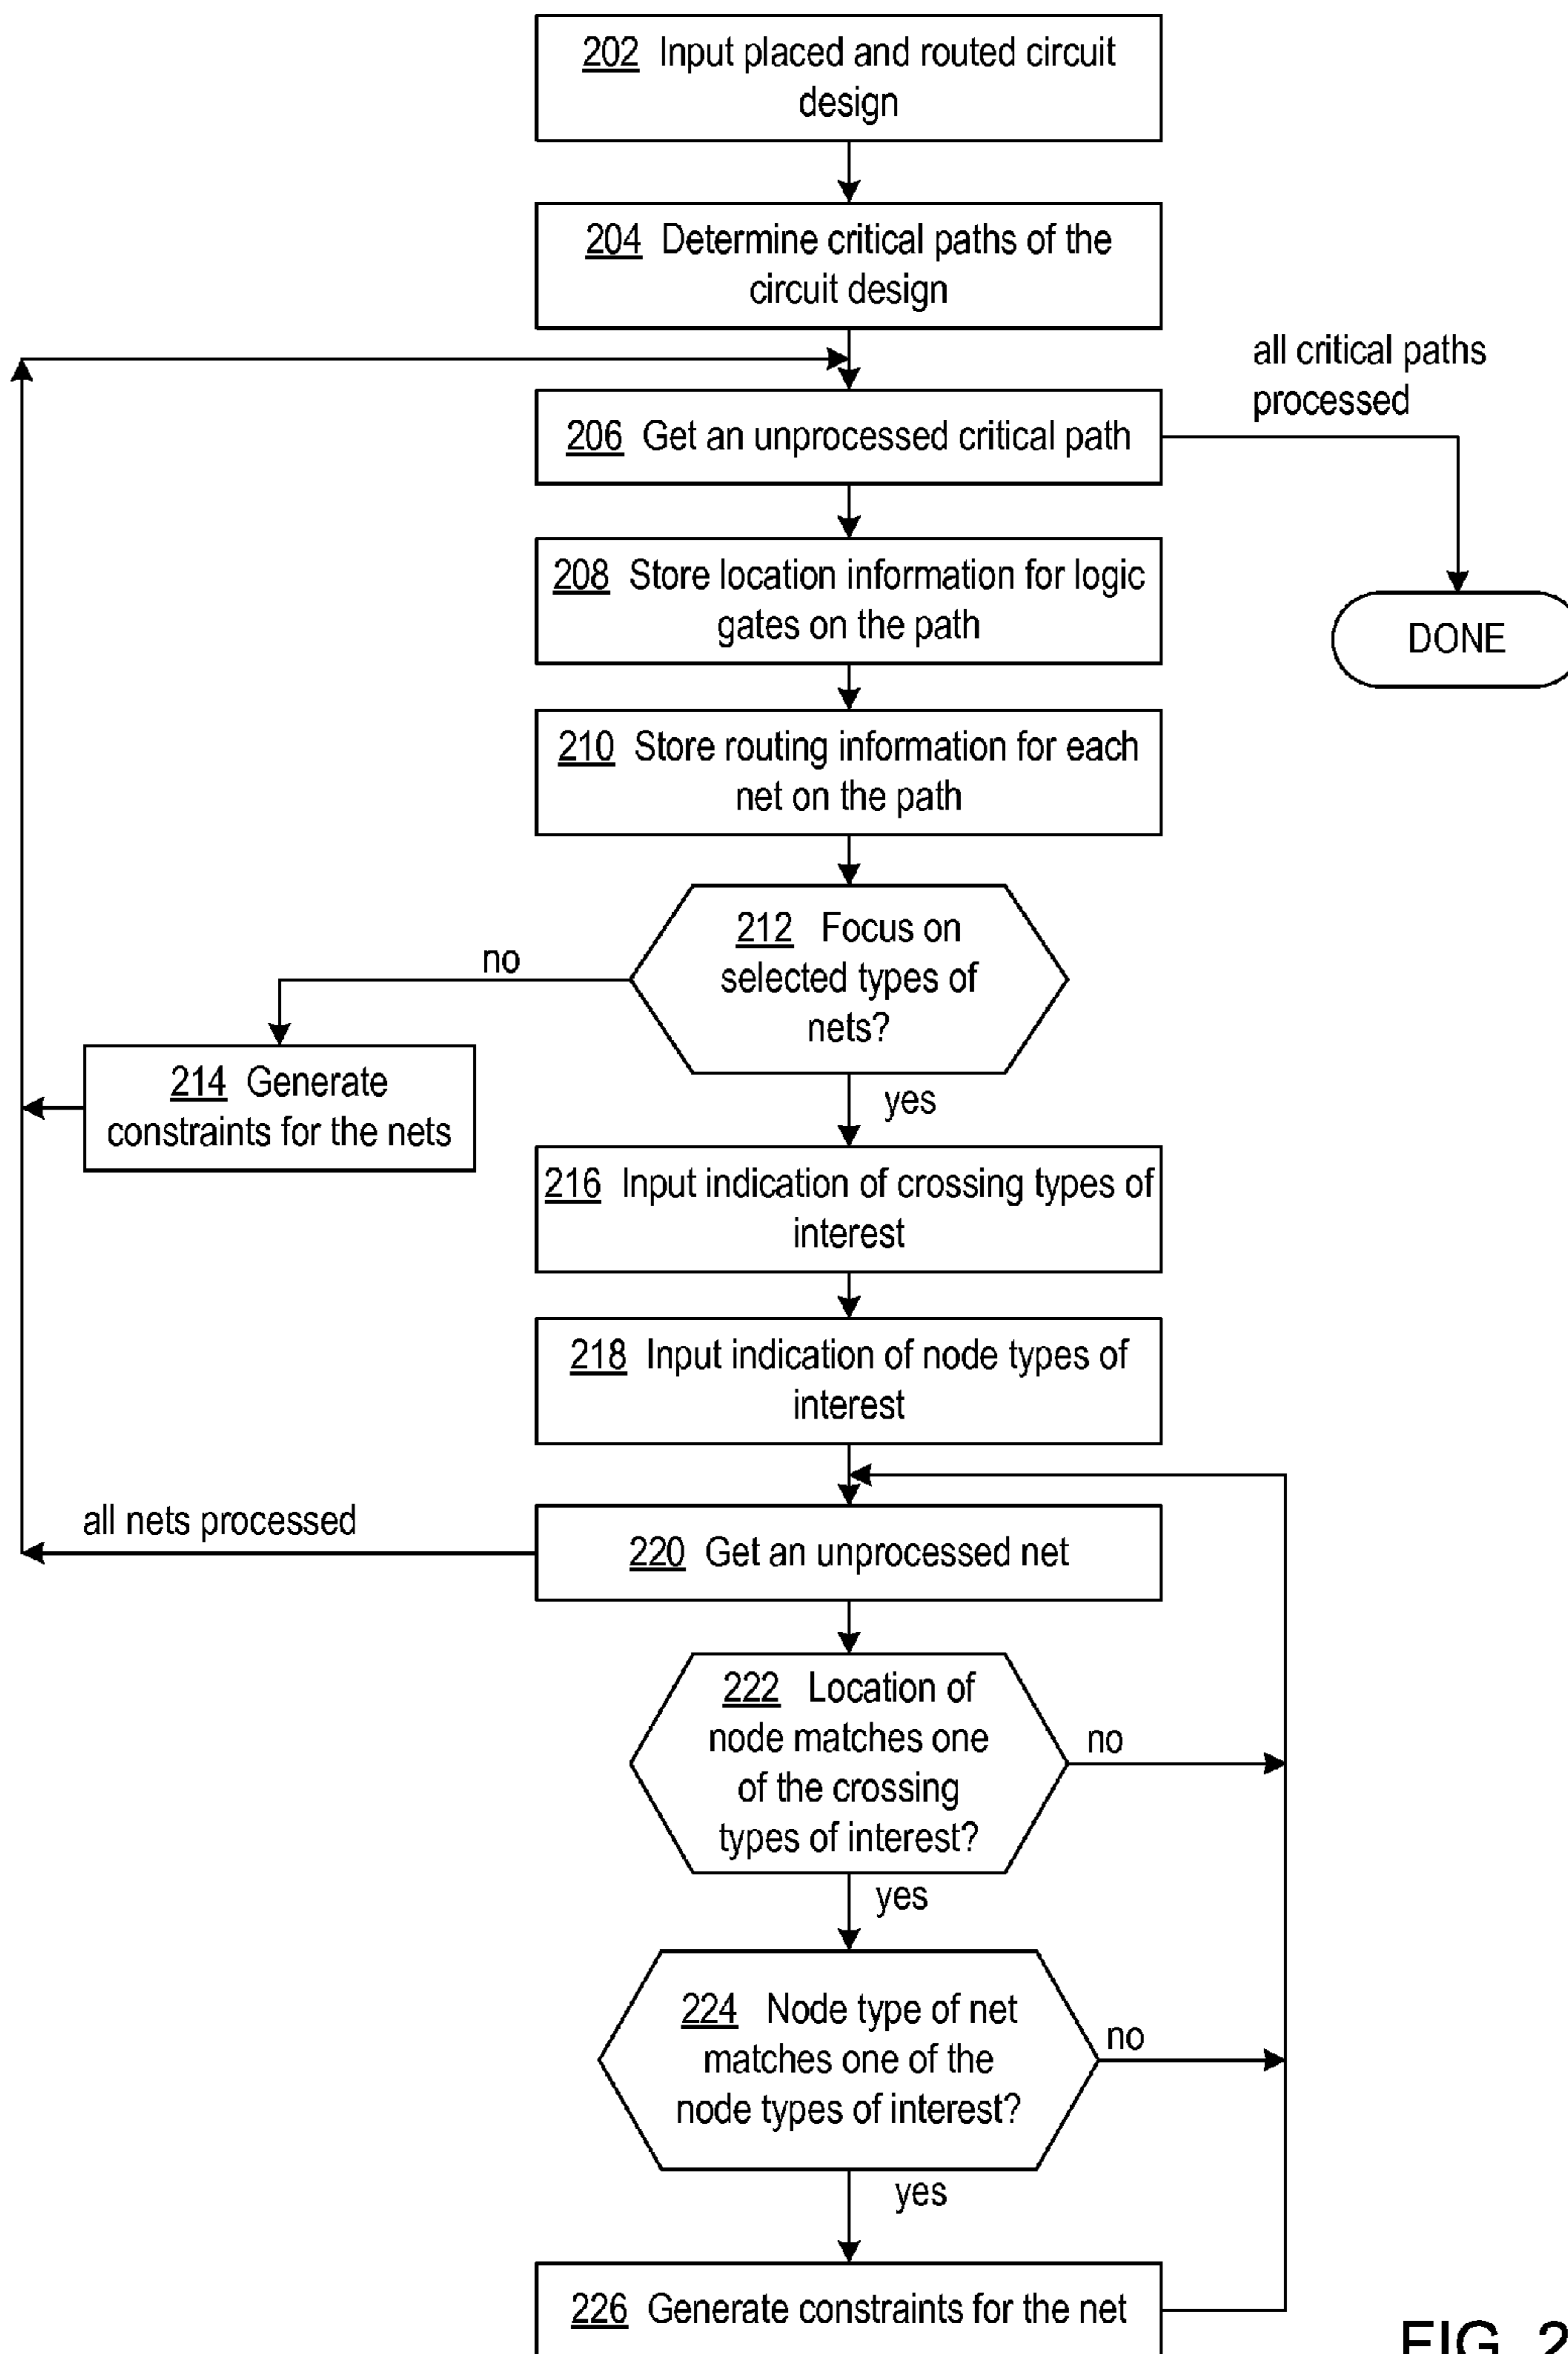 202 Input placed and routed circuit
design
204 Determine critical paths of the
circuit design
all critical paths
processed
206 Get an unprocessed critical path
208 Store location information for logic
gates on the path
DONE
210 Store routing information for each
net on the path
212 Focus on
selected types of
nets?
no
214 Generate
constraints for the nets
yes
216 Input indication of crossing types of
interest
218 Input indication of node types of
interest
all nets processed
220 Get an unprocessed net
222 Location of
node matches one
of the crossing
types of interest?
no
yes
224 Node type of net
matches one of the
node types of interest?
no
yes
226 Generate constraints for the net
FIG. 2